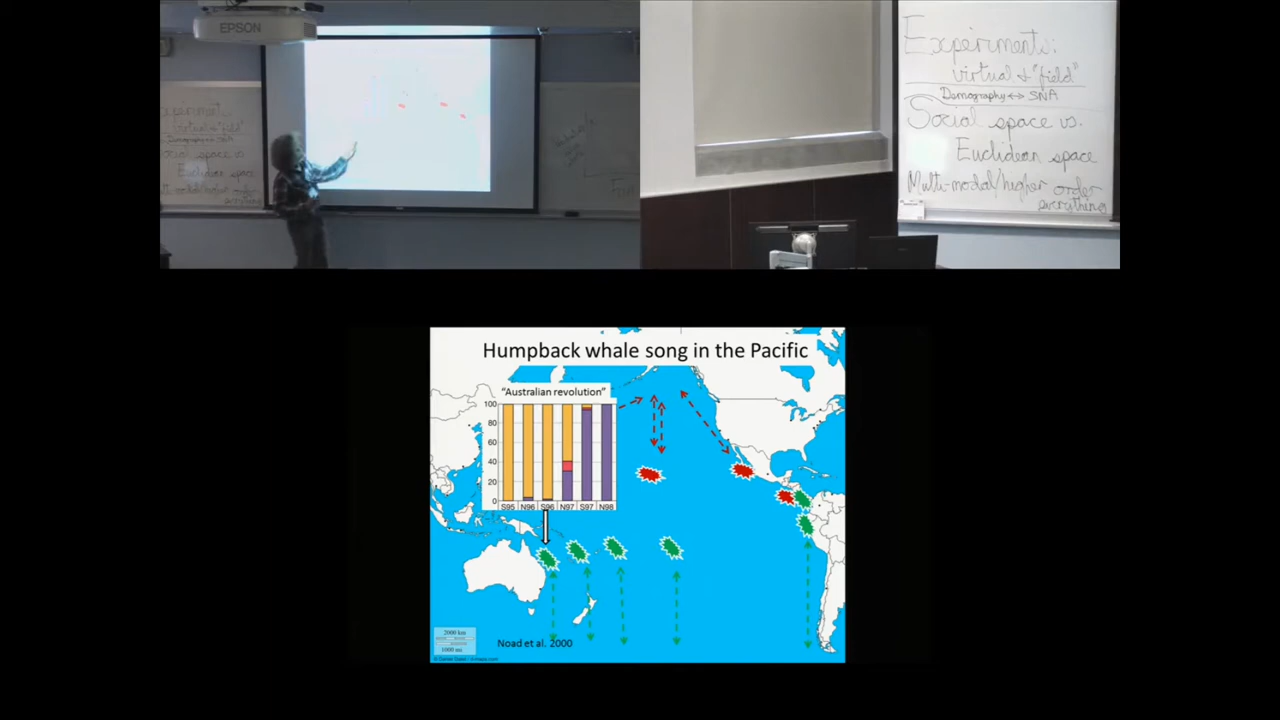 EPSON
Experiments:
virtual & "field"
Demography ↔ SNA
Social space vs.
Euclidean space
Multi-modal/higher order
everything
Humpback whale song in the Pacific
"Australian revolution"
100
80
60
40
20
0
S95 N96 S96 N97 S97 N98
2000 km
Noad et al. 2000